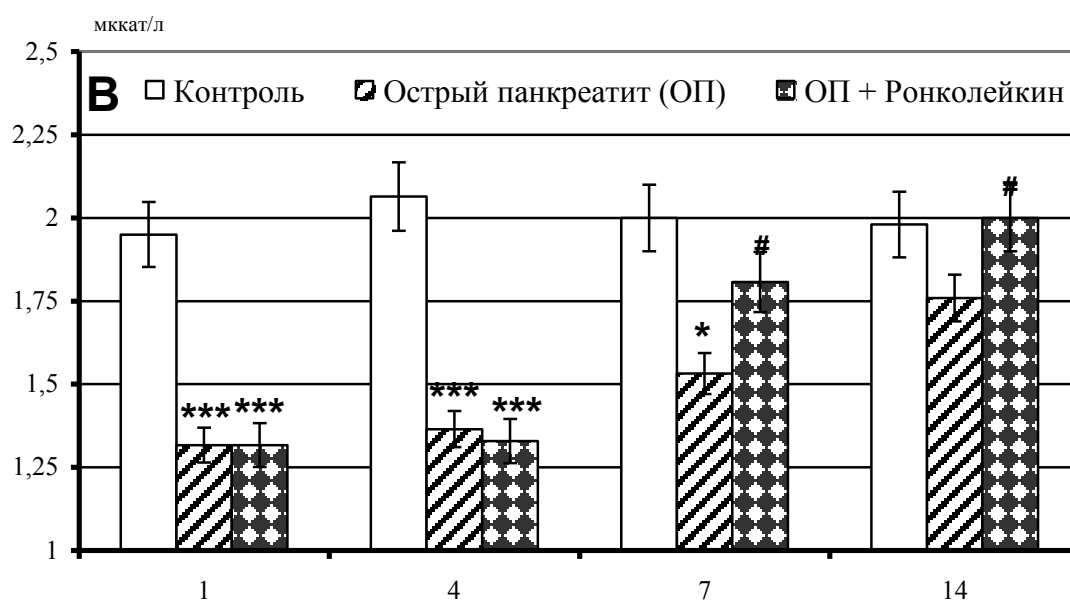 мккат/л
2,5
В Контроль Острый панкреатит (ОП) ОП + Ронколейкин
2,25
2
#
#
1,75
*
1,5
*** *** *** ***
1,25
1
1 4 7 14